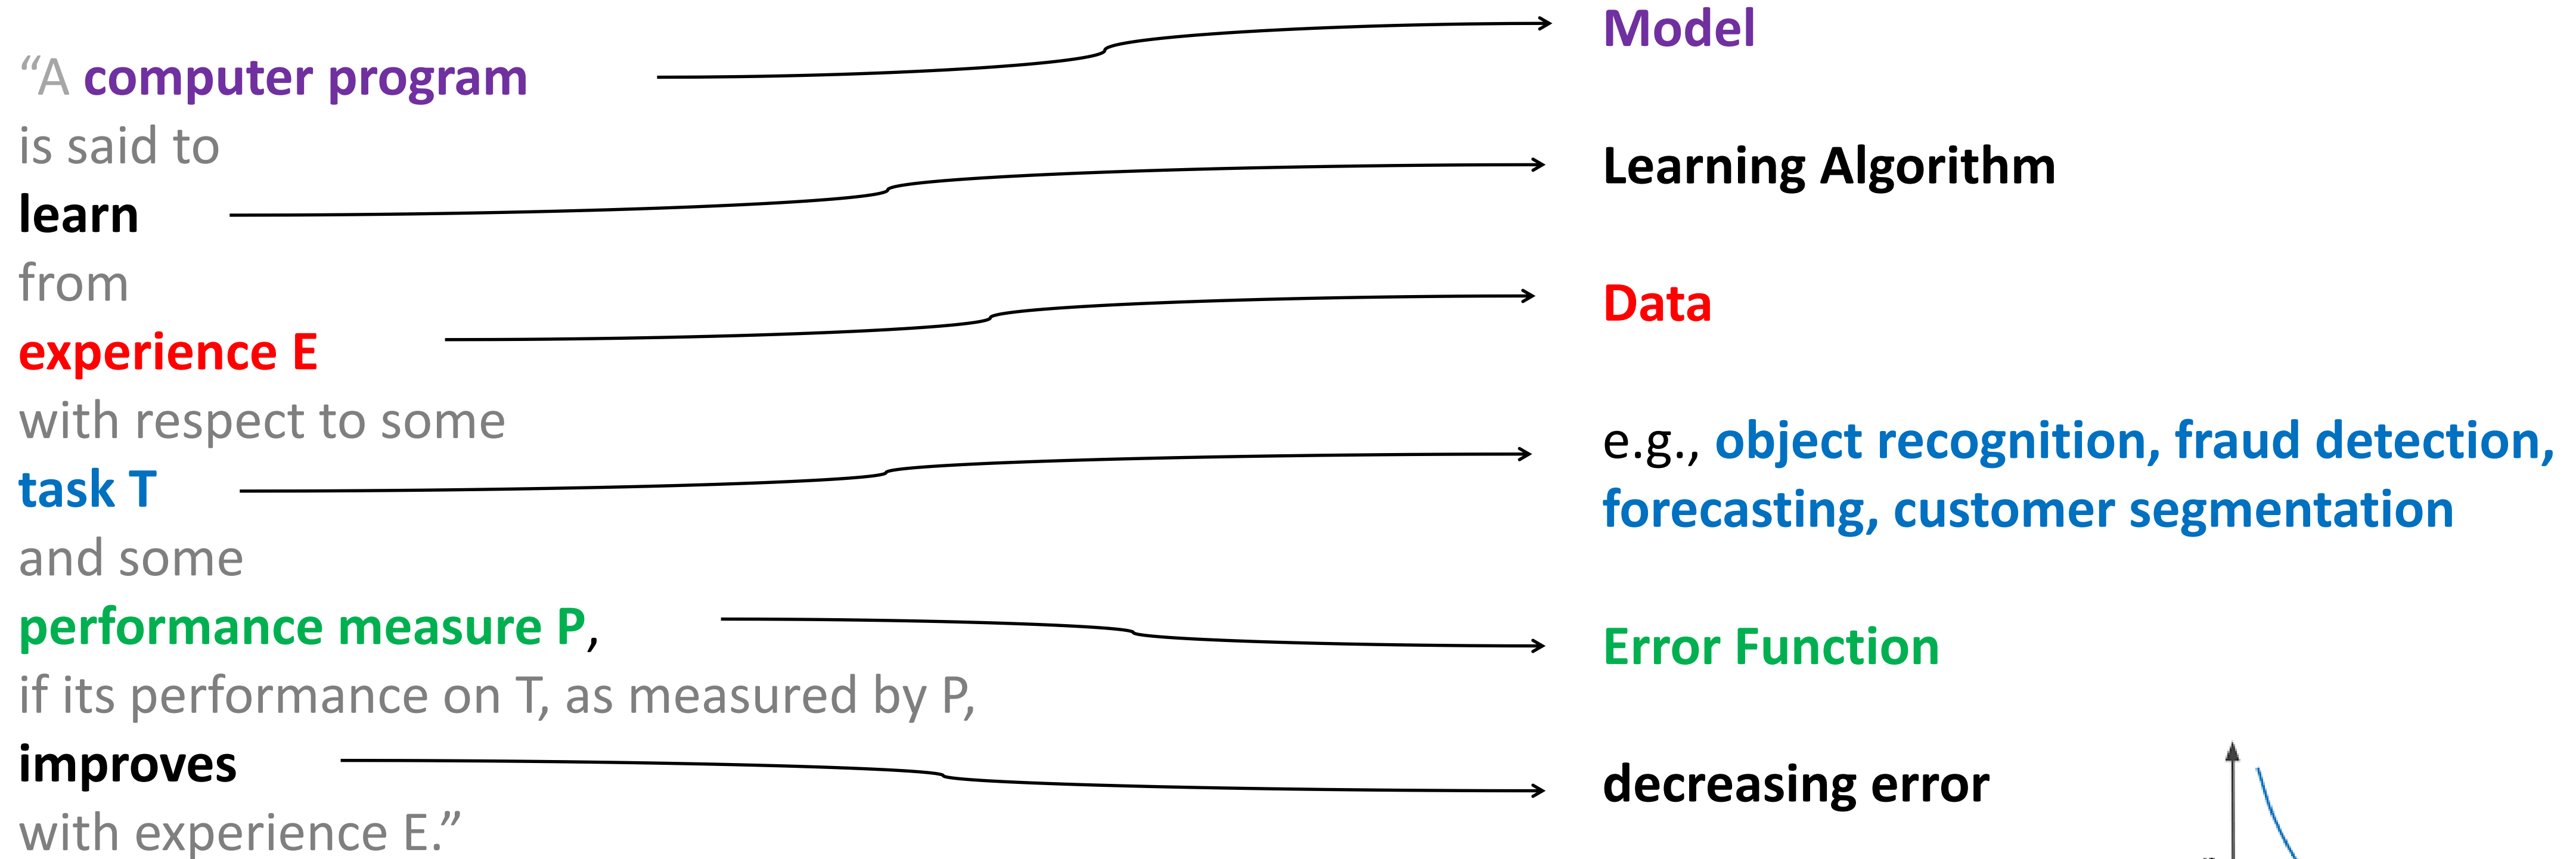 “A computer program
is said to
learn
from
experience E
with respect to some
task T
and some
performance measure P,
if its performance on T, as measured by P,
improves
with experience E.”
Model
Learning Algorithm
Data
e.g., object recognition, fraud detection,
forecasting, customer segmentation
Error Function
decreasing error